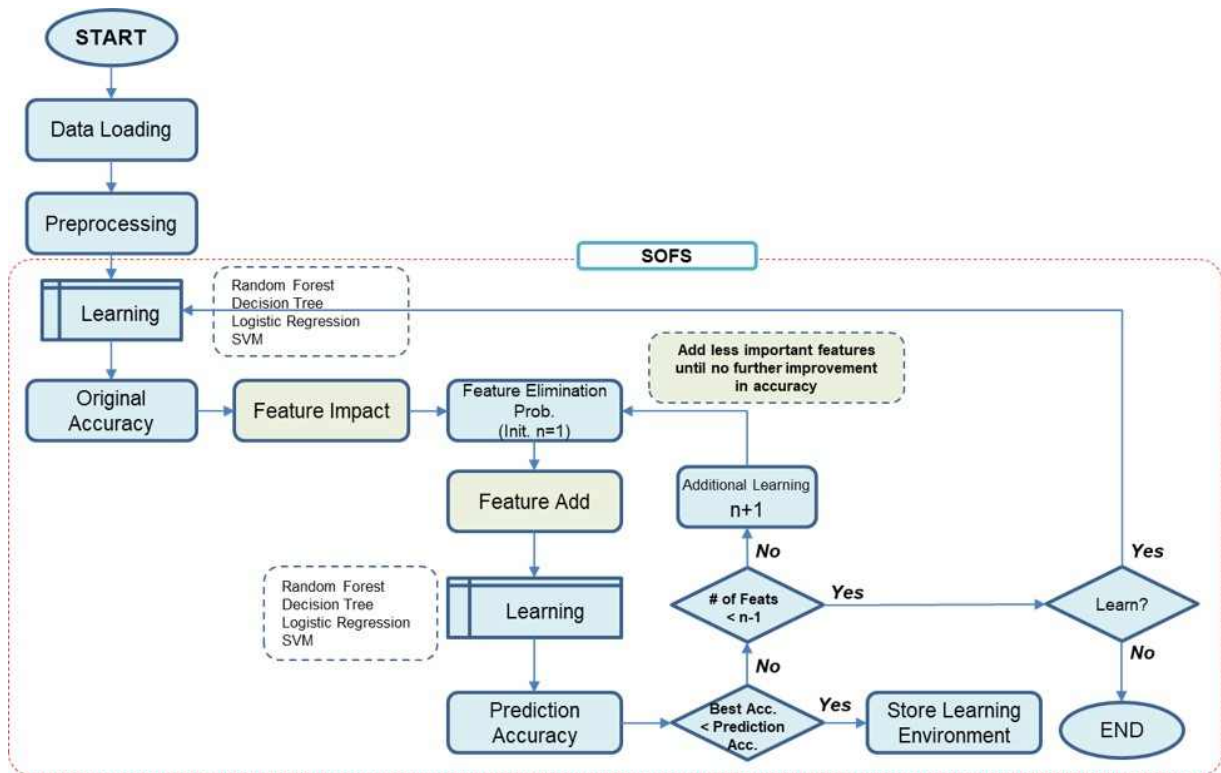 START
Data Loading
Preprocessing
SOFS
Learning
Random Forest
Decision Tree
Logistic Regression
SVM
Add less important features
until no further improvement
in accuracy
Original
Accuracy
Feature Impact
Feature Elimination
Prob.
(Init. n=1)
Feature Add
Additional Learning
n+1
No
Yes
Random Forest
Decision Tree
Logistic Regression
SVM
Learning
# of Feats
< n-1
Yes
Learn?
No
No
Prediction
Accuracy
Best Acc.
< Prediction
Acc.
Yes
Store Learning
Environment
END